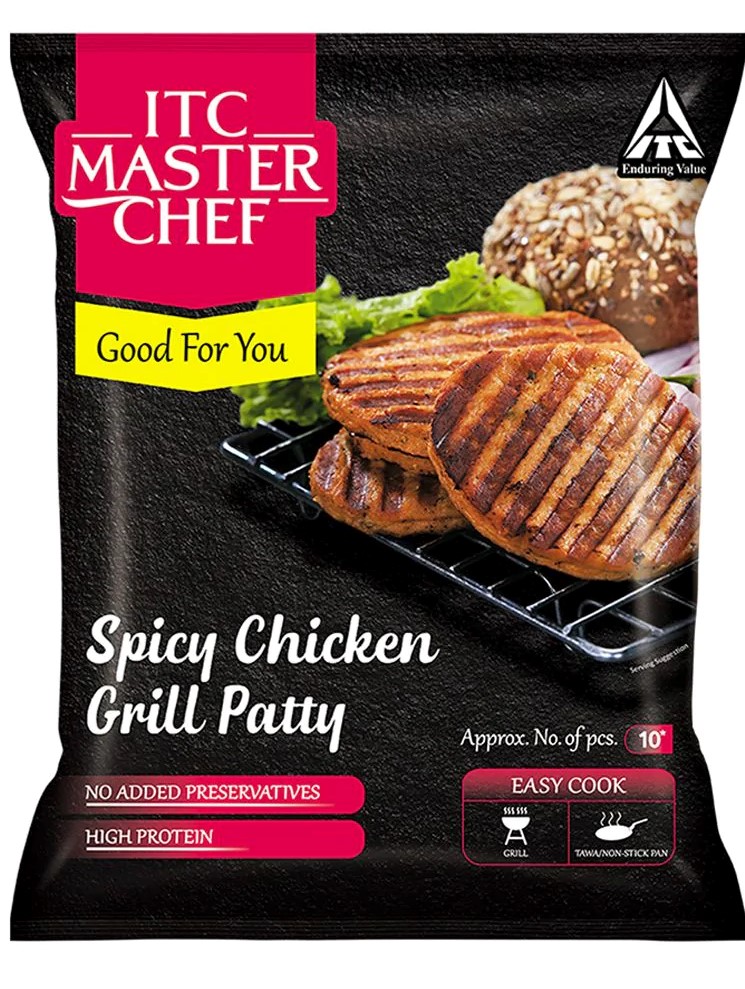 ITC
MASTER
CHEF
ITC
Enduring Value
Good For You
Serving Suggestion
Spicy Chicken
Grill Patty
Approx. No. of pcs. 10*
NO ADDED PRESERVATIVES
HIGH PROTEIN
EASY COOK
GRILL
TAWA/NON-STICK PAN